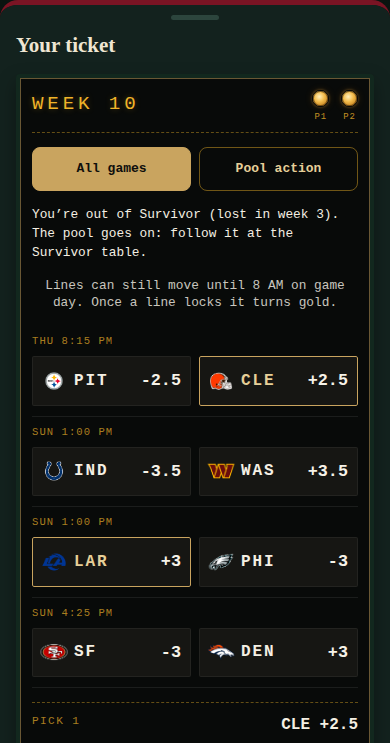 Your ticket
WEEK 10
P1 P2
All games Pool action
You’re out of Survivor (lost in week 3).
The pool goes on: follow it at the
Survivor table.
Lines can still move until 8 AM on game
day. Once a line locks it turns gold.
THU 8:15 PM
PIT -2.5 CLE +2.5
SUN 1:00 PM
IND -3.5 WAS +3.5
SUN 1:00 PM
LAR +3 PHI -3
SUN 4:25 PM
SF -3 DEN +3
PICK 1 CLE +2.5